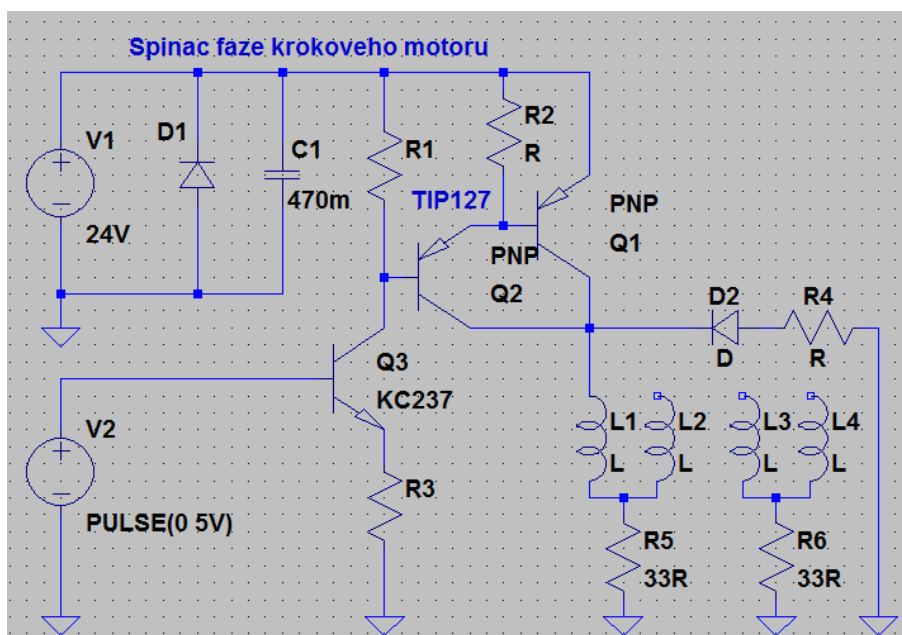 Spinac faze krokoveho motoru
V1
24V
D1
C1
470m
R1
R2
R
TIP127
PNP
Q1
PNP
Q2
Q3
KC237
D2
D
R4
R
V2
PULSE(0 5V)
R3
L1
L
L2
L
L3
L
L4
L
R5
33R
R6
33R